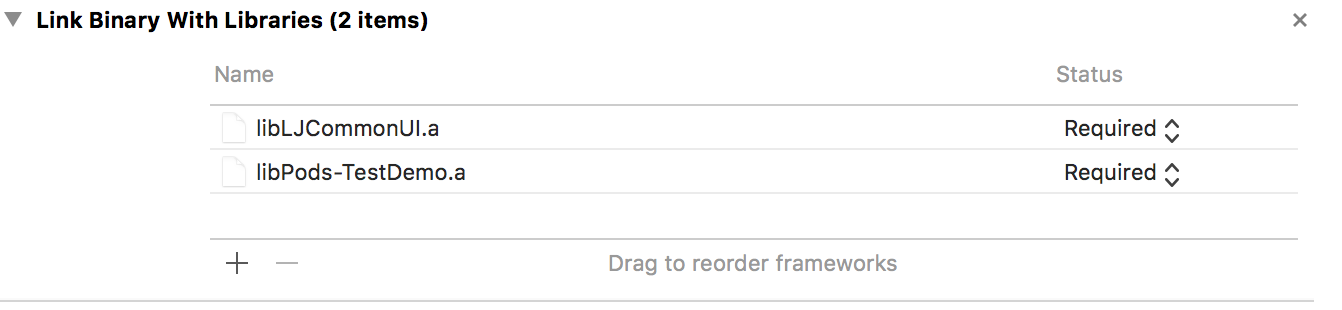 Link Binary With Libraries (2 items)
Name Status
libLJCommonUI.a Required
libPods-TestDemo.a Required
Drag to reorder frameworks